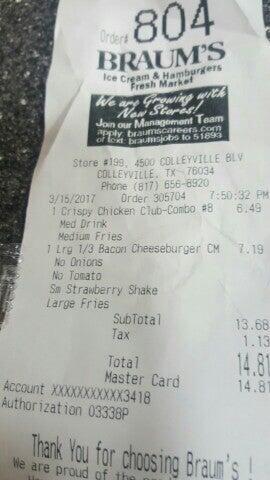 Order# 804
BRAUM'S
Ice Cream & Hamburgers
Fresh Market
We are Growing with
New Stores!
Join our Management Team
apply: braumscareers.com
or text: braumsjobs to 51893
Store #199, 4500 COLLEYVILLE BLV
COLLEYVILLE, TX 76034
Phone (817) 656-8920
3/15/2017 Order 305704 7:50:32 PM
1 Crispy Chicken Club-Combo #8 6.49
Med Drink
Medium Fries
1 Lrg 1/3 Bacon Cheeseburger CM 7.19
No Onions
No Tomato
Sm Strawberry Shake
Large Fries
SubTotal 13.68
Tax 1.13
Total 14.81
Master Card 14.81
Account XXXXXXXXXXXX3418
Authorization 03338P
Thank You for choosing Braum's !
We are proud of the